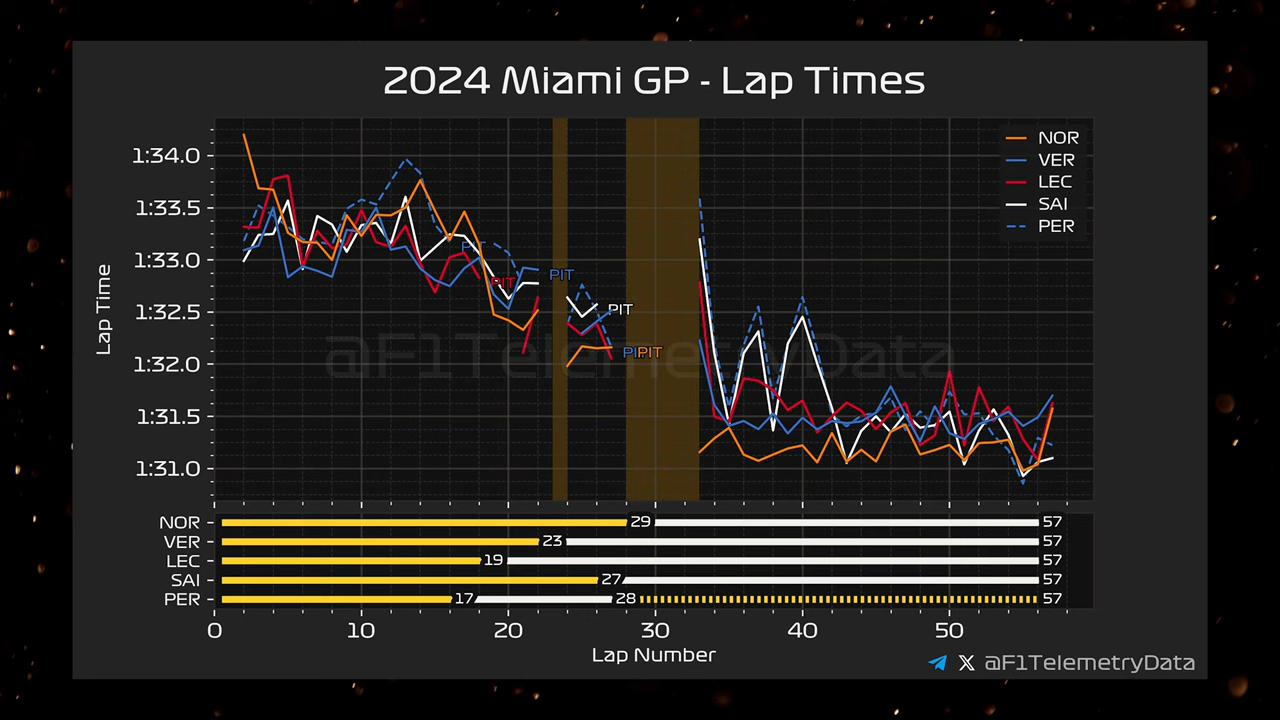 2024 Miami GP - Lap Times
Lap Time
1:34.0
1:33.5
1:33.0
1:32.5
1:32.0
1:31.5
1:31.0
NOR
VER
LEC
SAI
PER
PIT
PIT
PIT
PIT
PIT
PIT
@F1TelemetryData
NOR 29 57
VER 23 57
LEC 19 57
SAI 27 57
PER 17 28 57
0 10 20 30 40 50
Lap Number
@F1TelemetryData